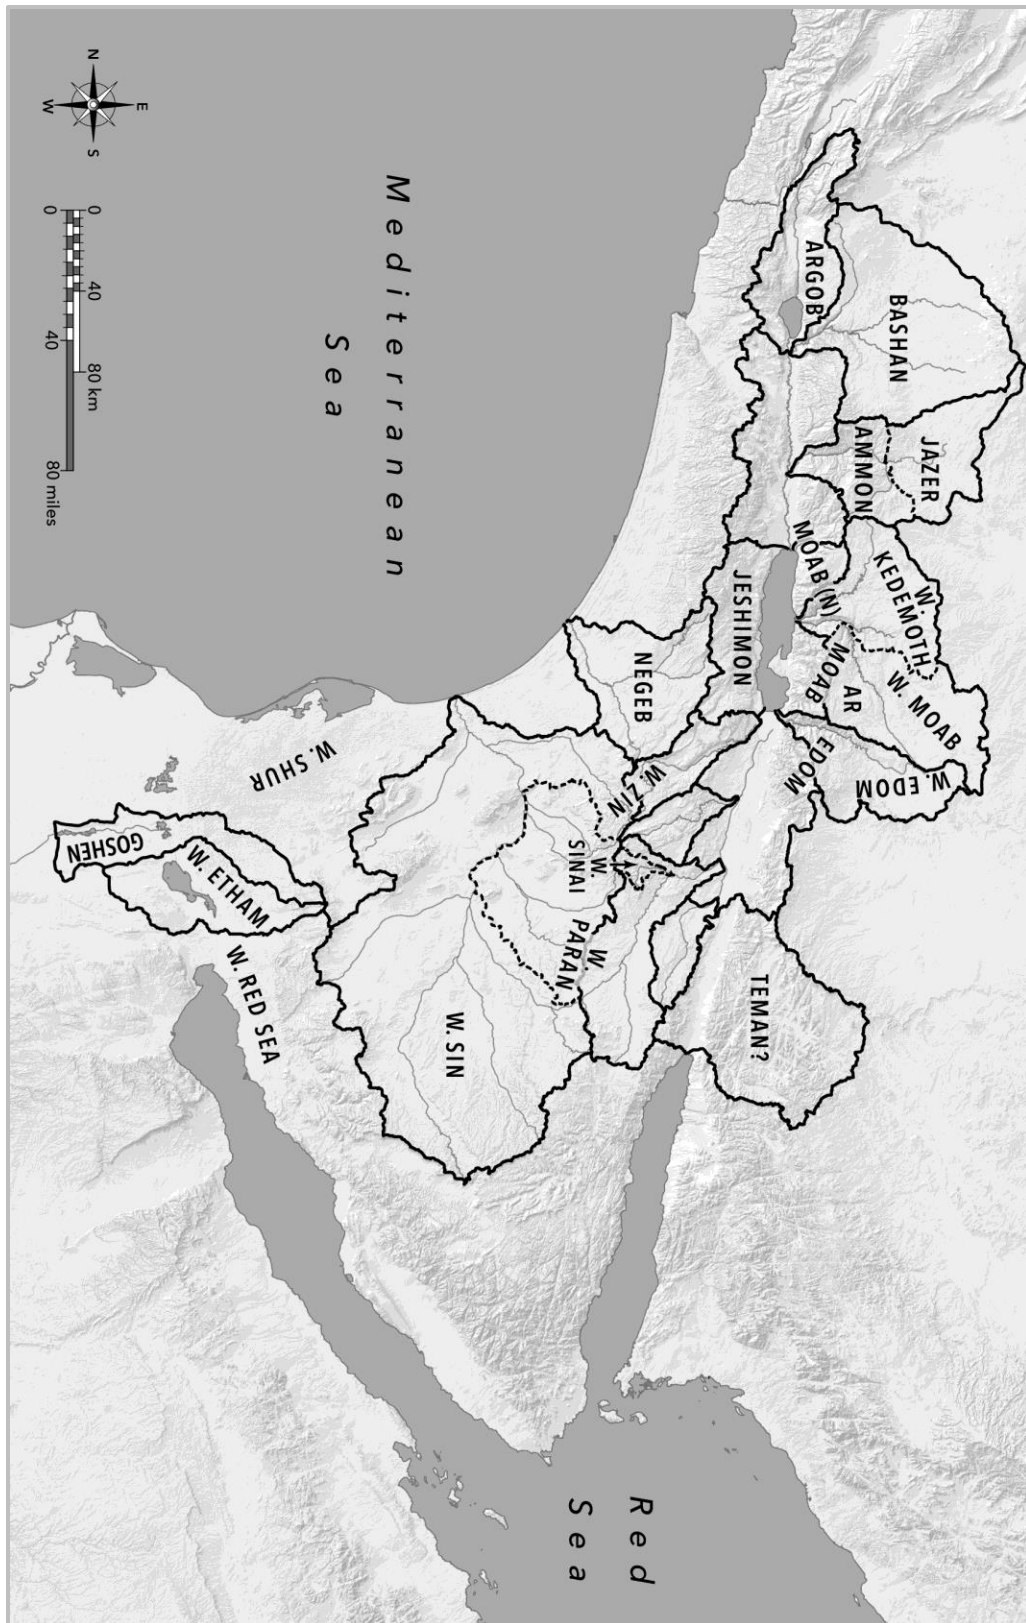 N
W
E
S
0
40
80 km
0
40
80 miles
Mediterranean
Sea
ARGOB
BASHAN
JAZER
AMMON
MOAB (N)
W.
KEDEMOTH
W. MOAB
AR
MOAB
EDOM
W. EDOM
JESHIMON
NEGEB
W. ZIN
W.
SINAI
W.
PARAN
TEMAN?
W. SHUR
GOSHEN
W. ETHAM
W. RED SEA
W. SIN
Red
Sea